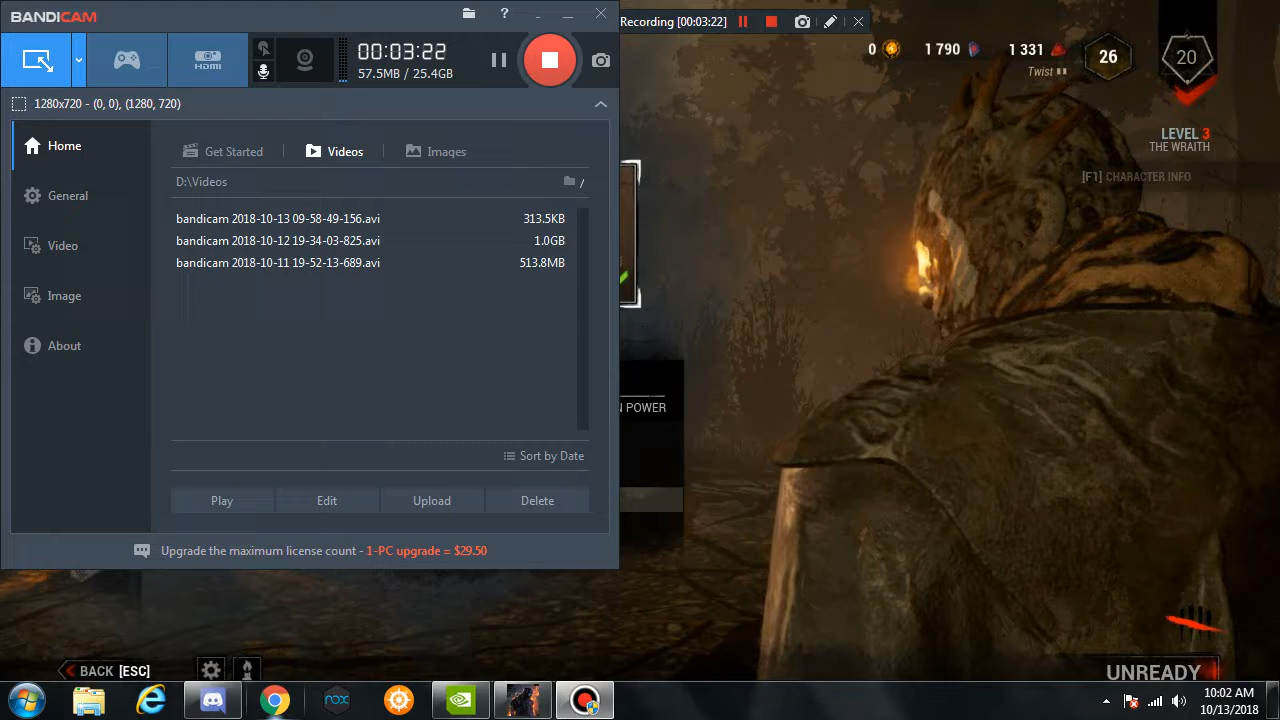 BANDICAM
?
Recording [00:03:22]
HDMI
00:03:22
57.5MB / 25.4GB
0
1 790
1 331
26
20
Twist
1280x720 - (0, 0), (1280, 720)
LEVEL 3
THE WRAITH
[F1] CHARACTER INFO
Home
General
Video
Image
About
Get Started
Videos
Images
D:\Videos
/
bandicam 2018-10-13 09-58-49-156.avi 313.5KB
bandicam 2018-10-12 19-34-03-825.avi 1.0GB
bandicam 2018-10-11 19-52-13-689.avi 513.8MB
N POWER
Sort by Date
Play
Edit
Upload
Delete
Upgrade the maximum license count - 1-PC upgrade = $29.50
BACK [ESC]
UNREADY
nox
10:02 AM
10/13/2018